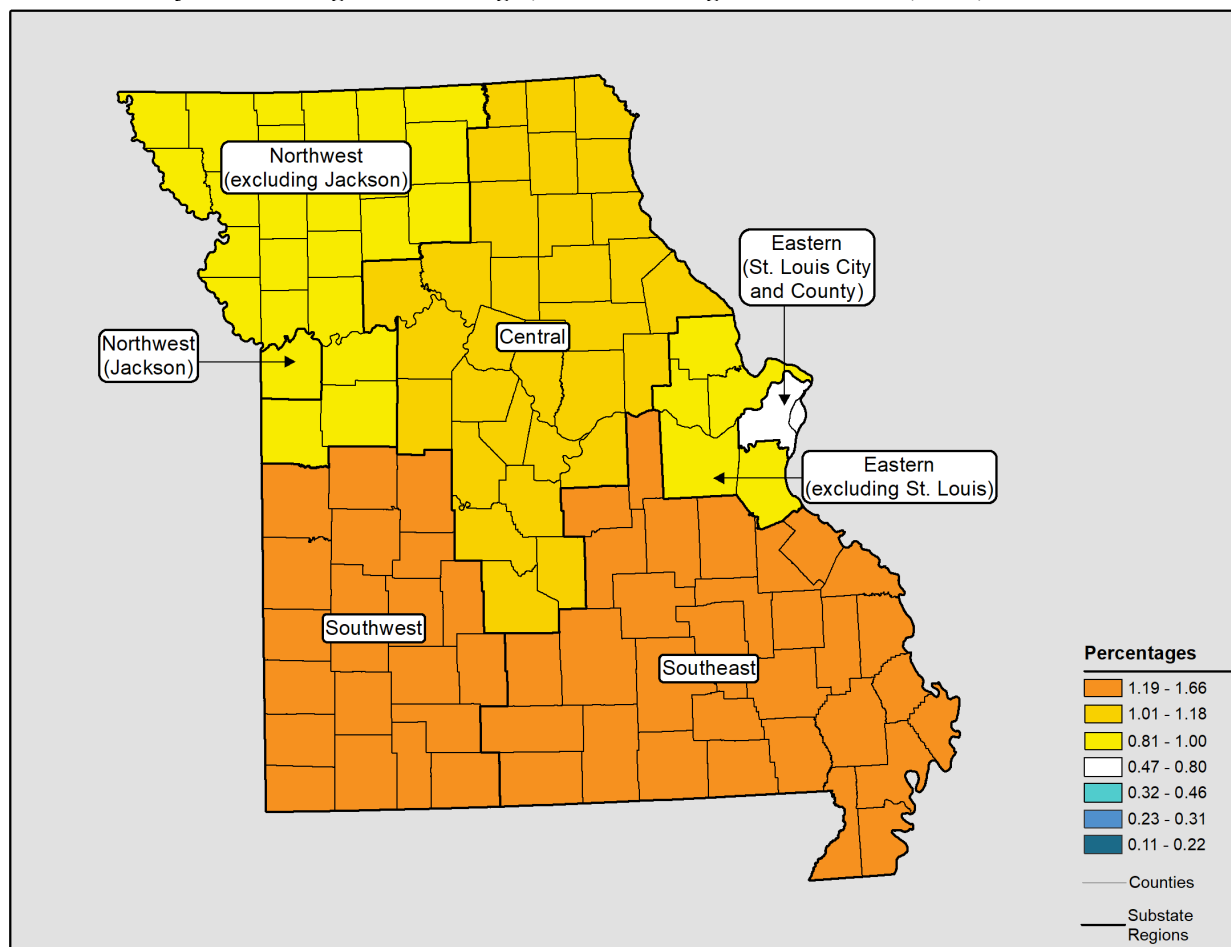 Northwest
(excluding Jackson)
Eastern
(St. Louis City
and County)
Central
Northwest
(Jackson)
Eastern
(excluding St. Louis)
Southwest
Southeast
Percentages
1.19 - 1.66
1.01 - 1.18
0.81 - 1.00
0.47 - 0.80
0.32 - 0.46
0.23 - 0.31
0.11 - 0.22
Counties
Substate
Regions